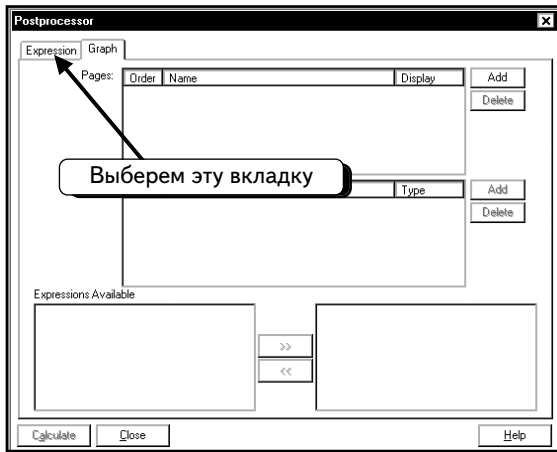 Postprocessor
Expression Graph
Pages: Order Name Display Add
Delete
Выберем эту вкладку
Type Add
Delete
Expressions Available
>>
<<
Calculate Close Help